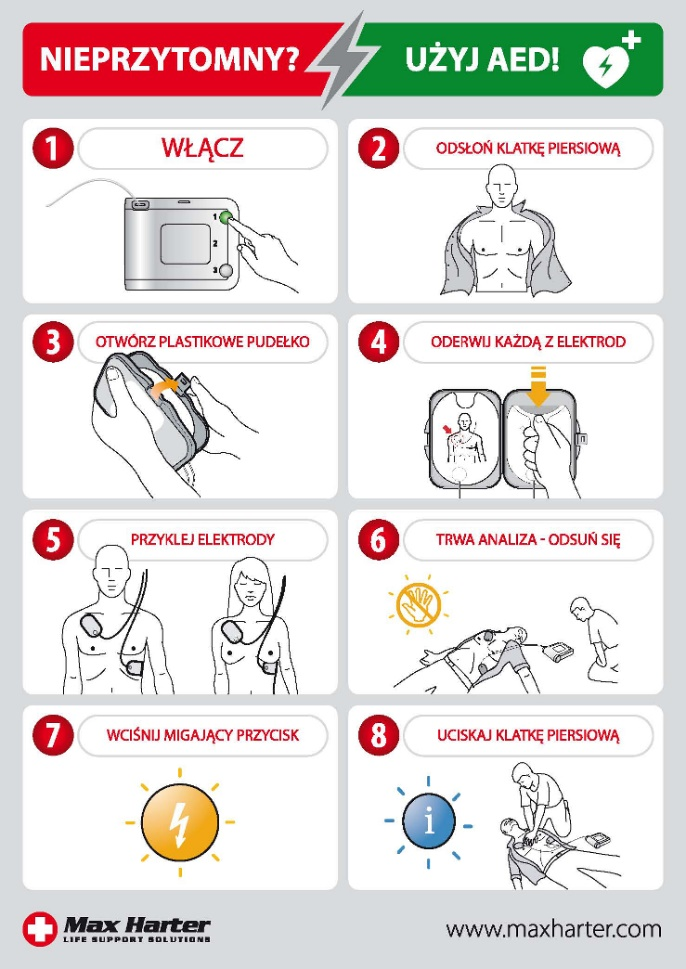 NIEPRZYTOMNY?
UŻYJ AED!
1 WŁĄCZ
1
2
3
2 ODSŁOŃ KLATKĘ PIERSIOWĄ
3 OTWÓRZ PLASTIKOWE PUDEŁKO
4 ODERWIJ KAŻDĄ Z ELEKTROD
5 PRZYKLEJ ELEKTRODY
6 TRWA ANALIZA - ODSUŃ SIĘ
7 WCIŚNIJ MIGAJĄCY PRZYCISK
8 UCISKAJ KLATKĘ PIERSIOWĄ
i
Max Harter
LIFE SUPPORT SOLUTIONS
www.maxharter.com